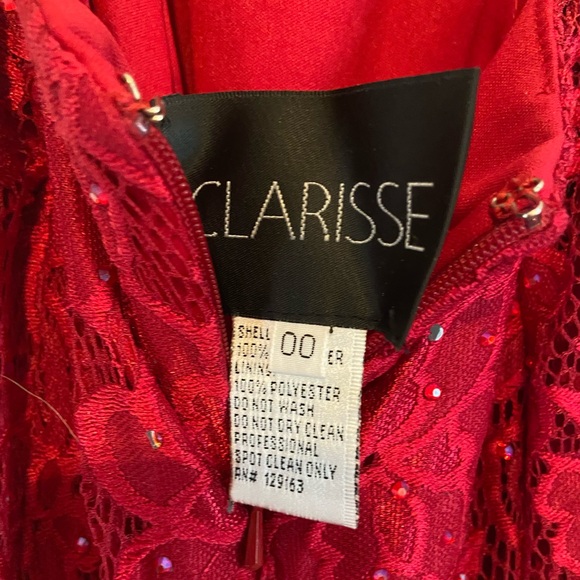 CLARISSE
SHELL
100% ER
00
LINING
100% POLYESTER
DO NOT WASH
DO NOT DRY CLEAN
PROFESSIONAL
SPOT CLEAN ONLY
RN# 129163